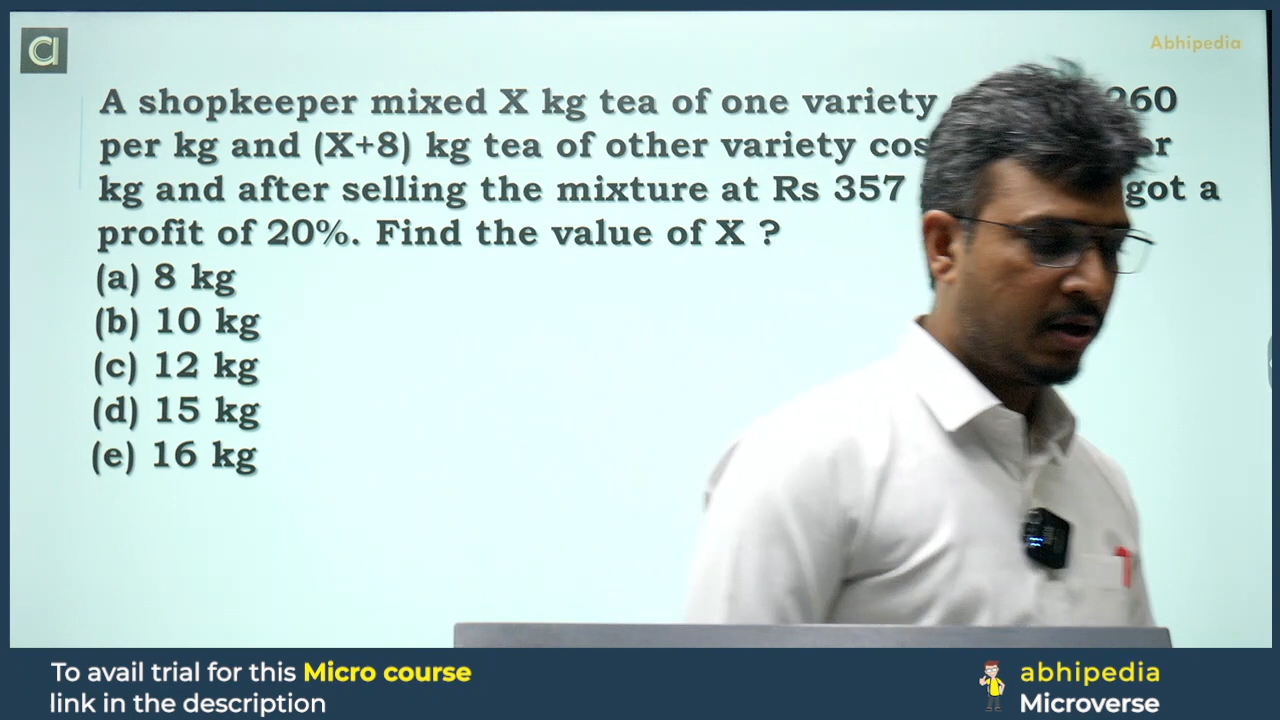 Abhipedia
A shopkeeper mixed X kg tea of one variety 260
per kg and (X+8) kg tea of other variety
kg and after selling the mixture at Rs 357 got a
profit of 20%. Find the value of X ?
(a) 8 kg
(b) 10 kg
(c) 12 kg
(d) 15 kg
(e) 16 kg
To avail trial for this Micro course
link in the description
abhipedia
Microverse